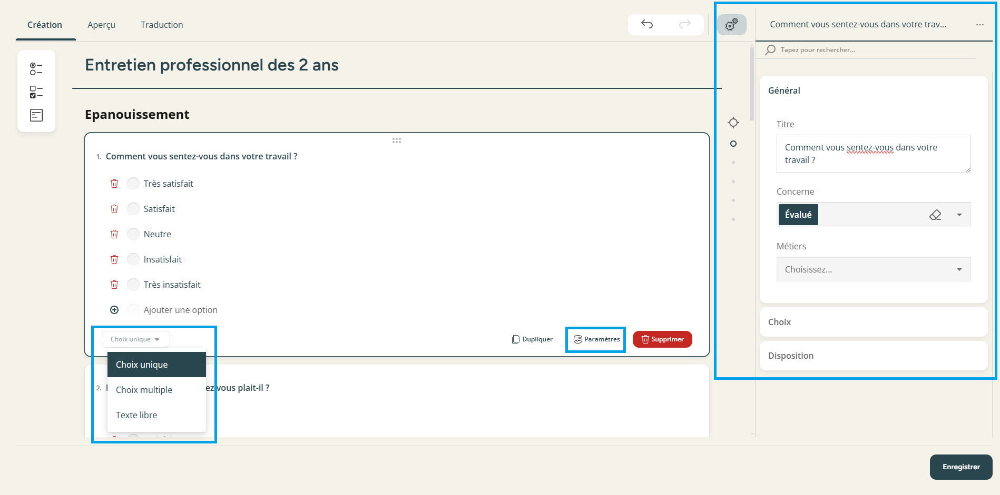 Création
Aperçu
Traduction
Comment vous sentez-vous dans votre trav...
Tapez pour rechercher...
Entretien professionnel des 2 ans
Epanouissement
1. Comment vous sentez-vous dans votre travail ?
Très satisfait
Satisfait
Neutre
Insatisfait
Très insatisfait
Ajouter une option
Choix unique
Dupliquer
Paramètres
Supprimer
Choix unique
Choix multiple
Texte libre
2.
vous plait-il ?
Général
Titre
Comment vous sentez-vous dans votre
travail ?
Concerne
Évalué
Métiers
Choisissez...
Choix
Disposition
Enregistrer